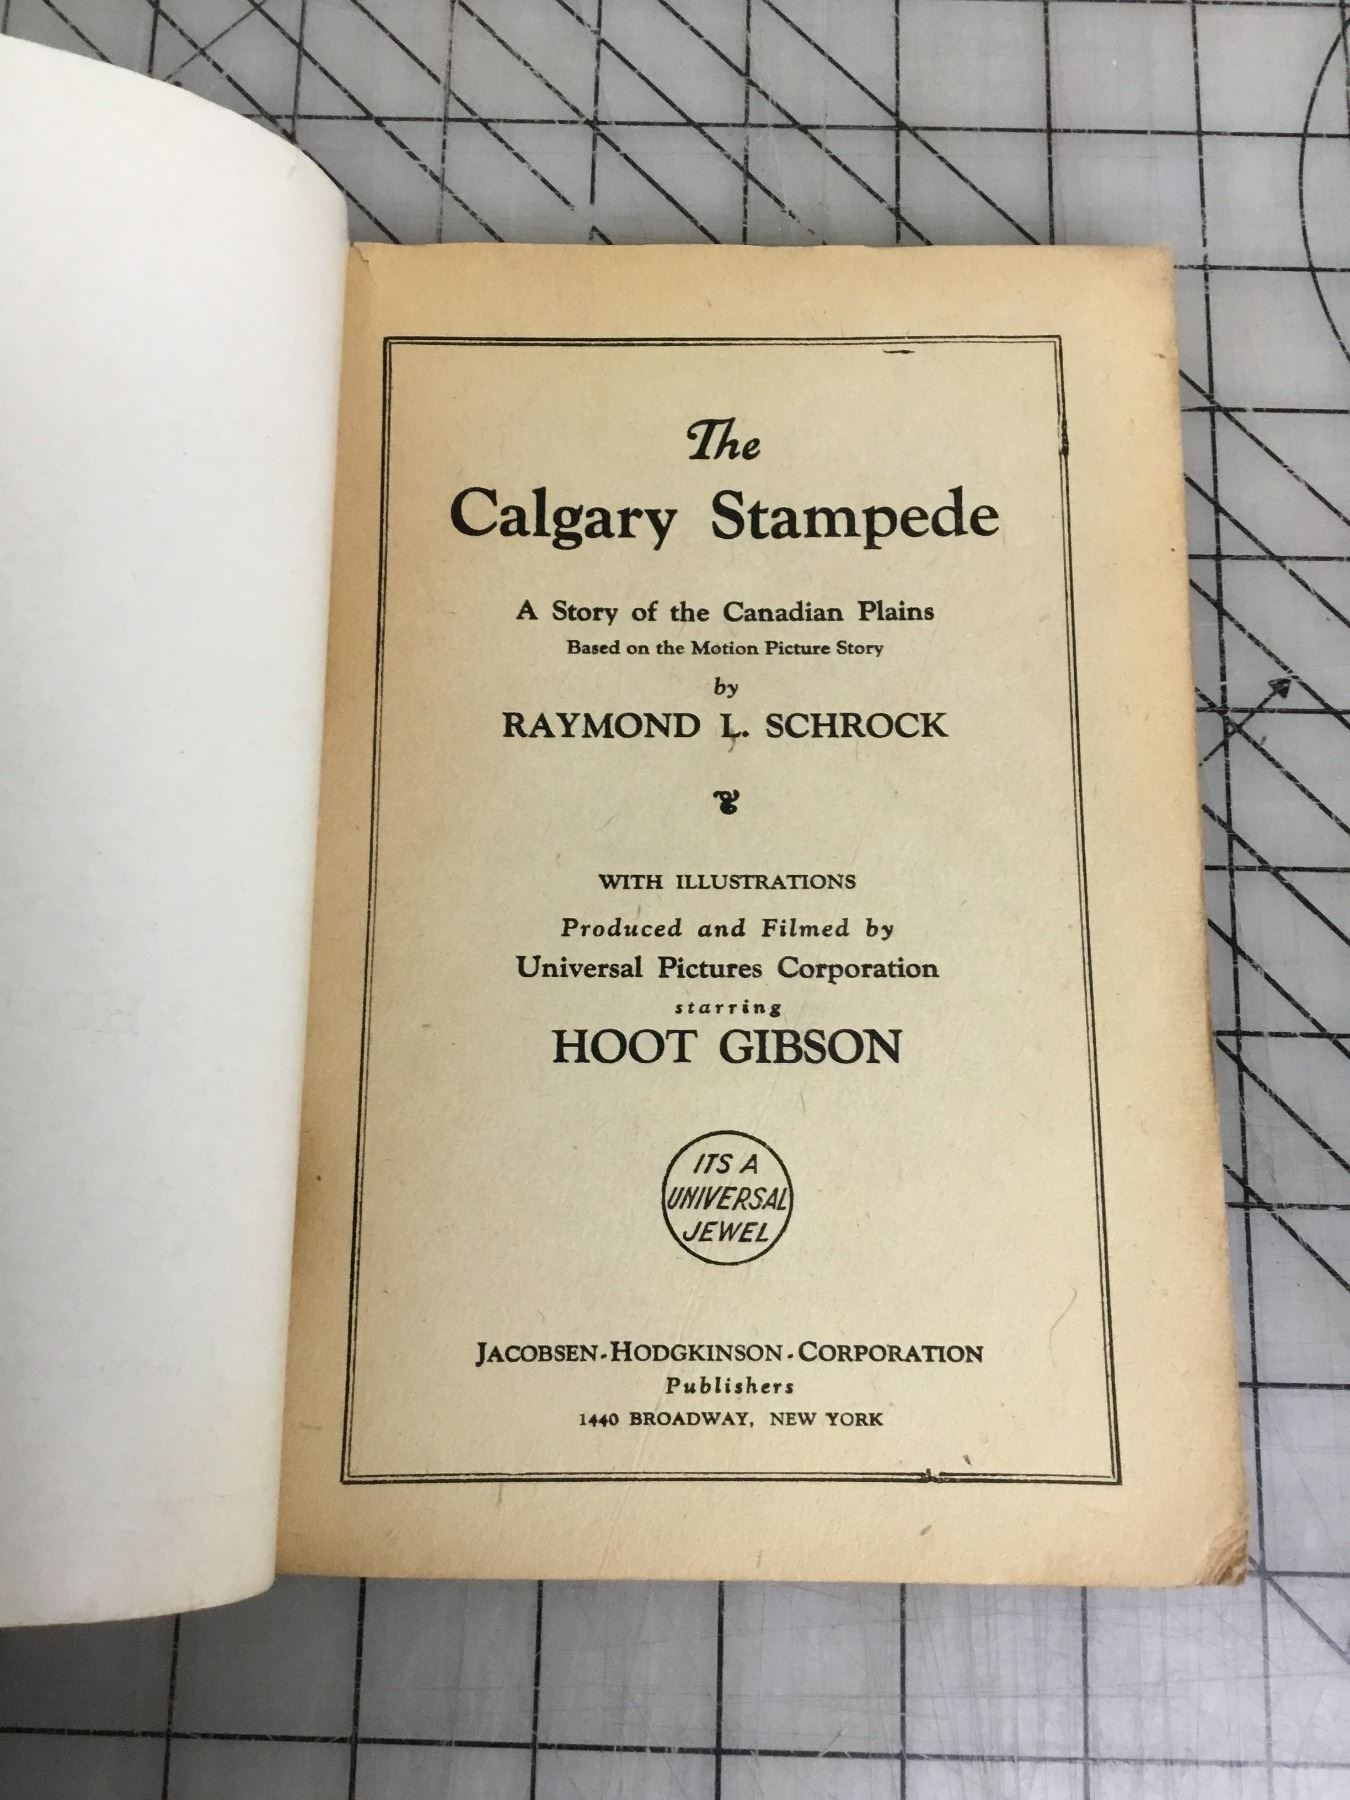 The
Calgary Stampede
A Story of the Canadian Plains
Based on the Motion Picture Story
by
RAYMOND L. SCHROCK
WITH ILLUSTRATIONS
Produced and Filmed by
Universal Pictures Corporation
starring
HOOT GIBSON
ITS A
UNIVERSAL
JEWEL
JACOBSEN-HODGKINSON-CORPORATION
Publishers
1440 BROADWAY, NEW YORK